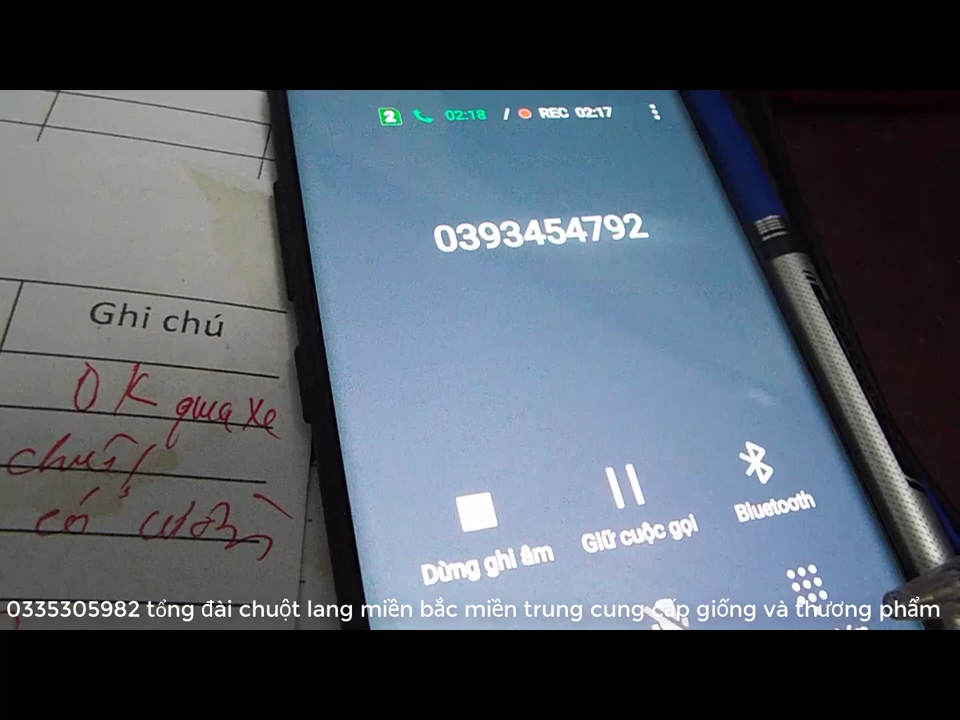 2 02:18 / REC 02:17
0393454792
Ghi chú
OK qua xe
chuột
có
Dừng ghi âm
Giữ cuộc gọi
Bluetooth
0335305982 tổng đài chuột lang miền bắc miền trung cung cấp giống và thương phẩm